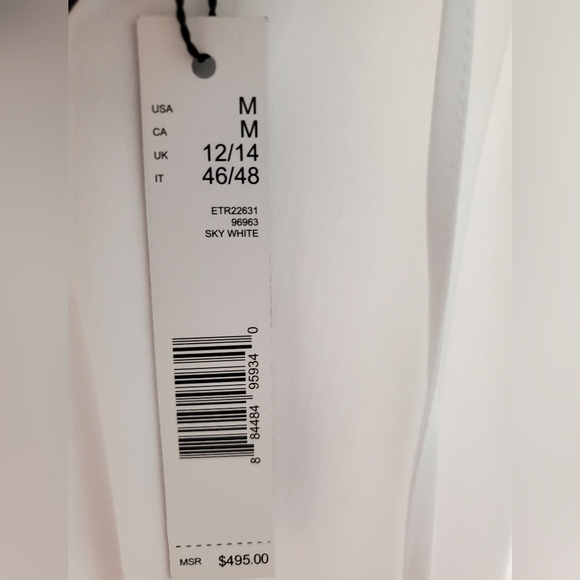 USA M
CA M
UK 12/14
IT 46/48
ETR22631
96963
SKY WHITE
8 84484 95934 0
MSR $495.00